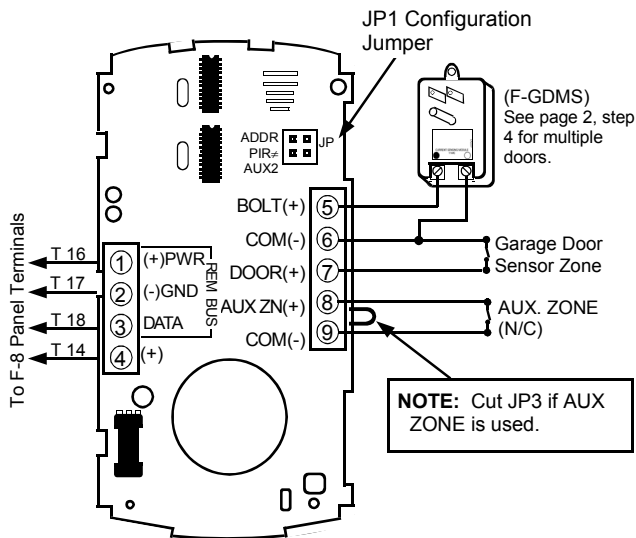 JP1 Configuration
Jumper
(F-GDMS)
See page 2, step
4 for multiple
doors.
ADDR
JP
PIR≠
AUX2
BOLT(+) 5
COM(-) 6
DOOR(+) 7
AUX ZN(+) 8
COM(-) 9
Garage Door
Sensor Zone
AUX. ZONE
(N/C)
To F-8 Panel Terminals
T 16 1 (+)PWR
T 17 2 (-)GND
T 18 3 DATA
T 14 4 (+)
REM BUS
NOTE: Cut JP3 if AUX
ZONE is used.